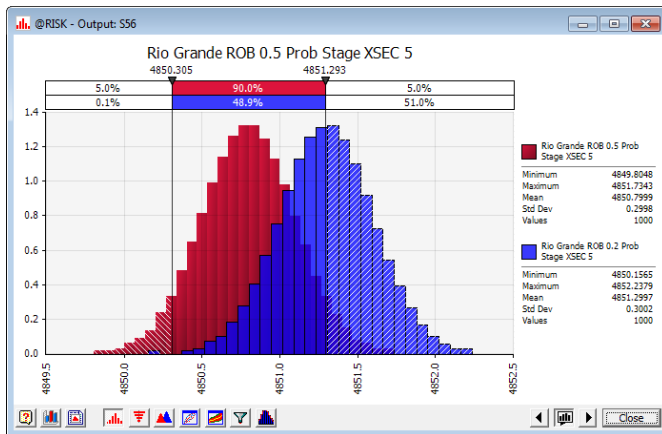 @RISK - Output: S56
Rio Grande ROB 0.5 Prob Stage XSEC 5
4850.305 4851.293
5.0% 90.0% 5.0%
0.1% 48.9% 51.0%
1.4
1.2
1.0
0.8
0.6
0.4
0.2
0.0
4849.5 4850.0 4850.5 4851.0 4851.5 4852.0 4852.5
Rio Grande ROB 0.5 Prob
Stage XSEC 5
Minimum 4849.8048
Maximum 4851.7343
Mean 4850.7999
Std Dev 0.2998
Values 1000
Rio Grande ROB 0.2 Prob
Stage XSEC 5
Minimum 4850.1565
Maximum 4852.2379
Mean 4851.2997
Std Dev 0.3002
Values 1000
Close